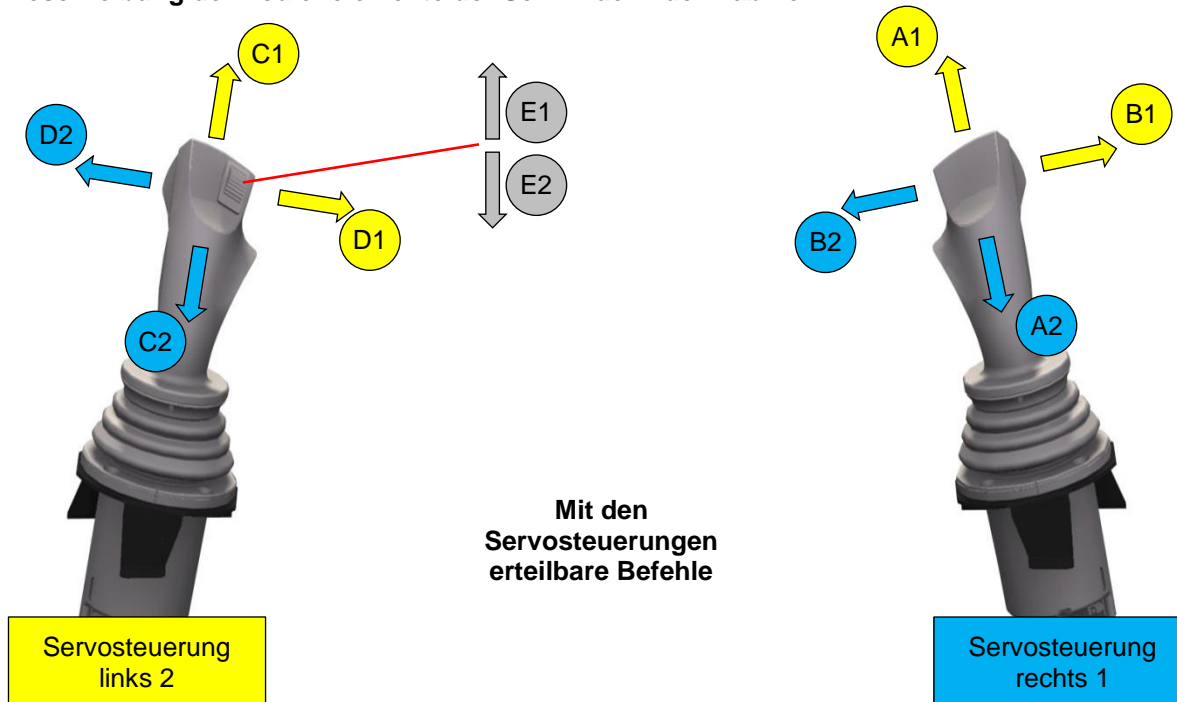 C1
A1
E1
B1
D2
E2
D1
B2
C2
A2
Mit den
Servosteuerungen
erteilbare Befehle
Servosteuerung
links 2
Servosteuerung
rechts 1